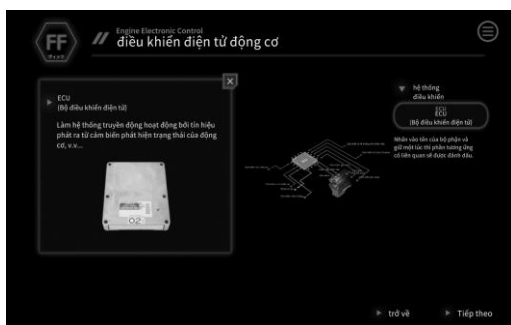 FF
Engine Electronic Control
điều khiển điện tử động cơ
X
ECU
(Bộ điều khiển điện tử)
Làm hệ thống truyền động hoạt động bởi tín hiệu
phát ra từ cảm biến phát hiện trạng thái của động
cơ, v.v...
02
hệ thống
điều khiển
ECU
ECU
(Bộ điều khiển điện tử)
Nhấn vào tên của bộ phận và
giữ một lúc thì phần tương ứng
có liên quan sẽ được đánh dấu.
trở về
Tiếp theo